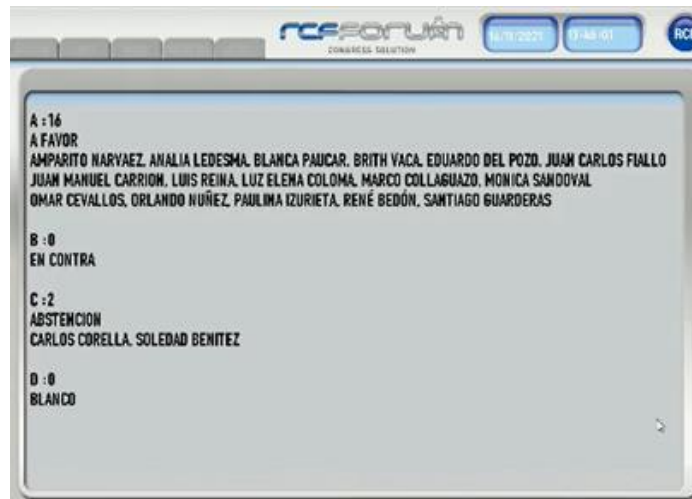 RCFFORUM
CONGRESS SOLUTION
RCF
A :16
A FAVOR
AMPARITO NARVAEZ, ANALIA LEDESMA, BLANCA PAUCAR, BRITH VACA, EDUARDO DEL POZO, JUAN CARLOS FIALLO
JUAN MANUEL CARRION, LUIS REINA, LUZ ELENA COLOMA, MARCO COLLAGUAZO, MONICA SANDOVAL
OMAR CEVALLOS, ORLANDO NUÑEZ, PAULINA IZURIETA, RENÉ BEDÓN, SANTIAGO GUARDERAS
B :0
EN CONTRA
C :2
ABSTENCION
CARLOS CORELLA, SOLEDAD BENITEZ
D :0
BLANCO